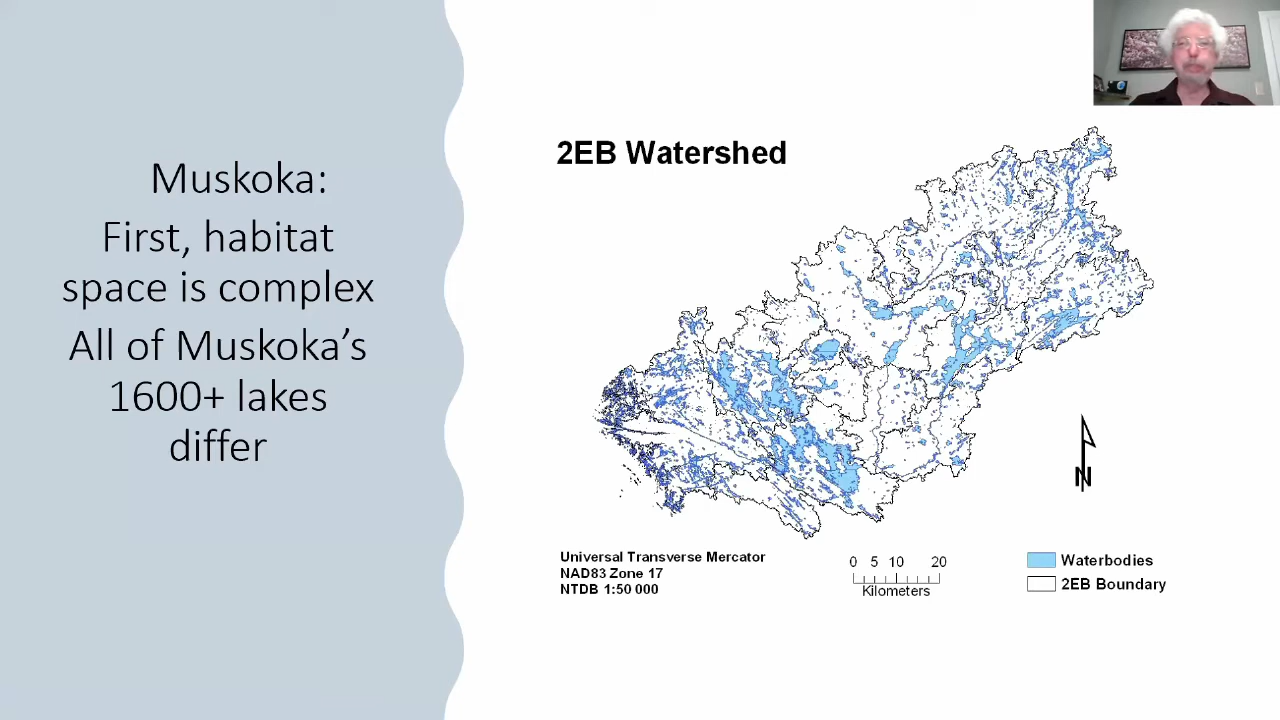 Muskoka:
First, habitat
space is complex
All of Muskoka’s
1600+ lakes
differ
2EB Watershed
N
Universal Transverse Mercator
NAD83 Zone 17
NTDB 1:50 000
0 5 10 20
Kilometers
Waterbodies
2EB Boundary